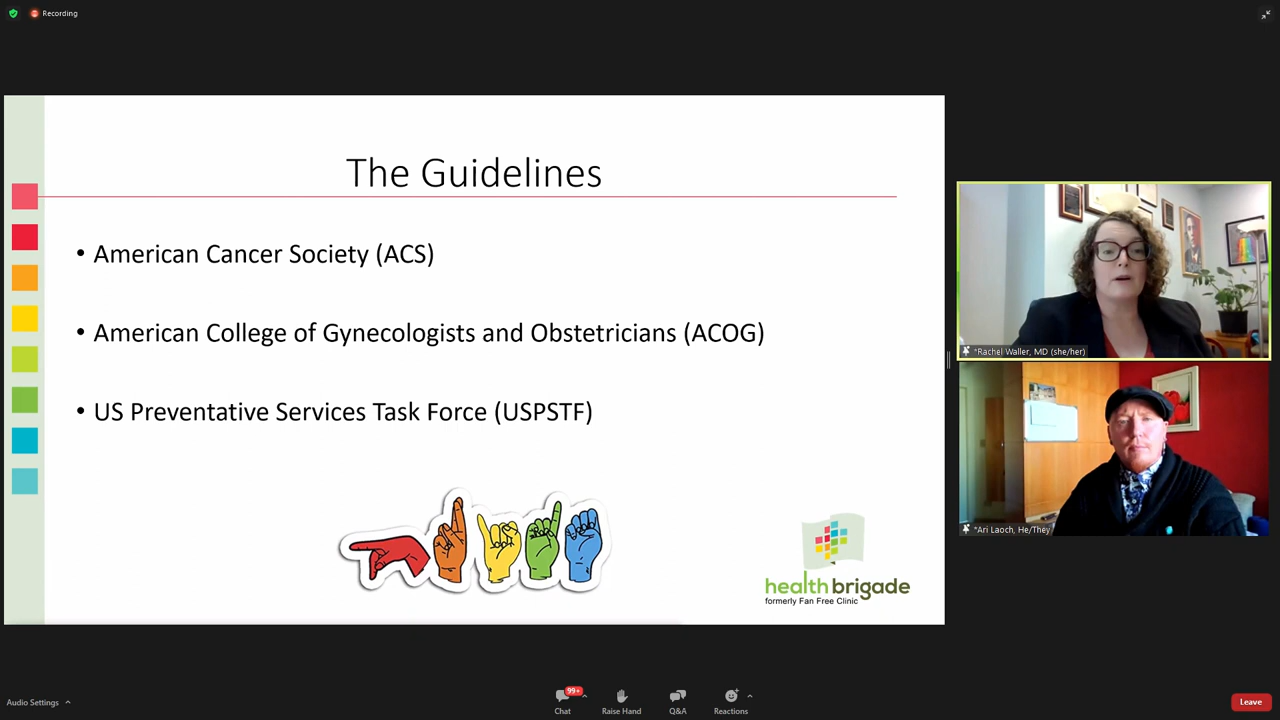 Recording
The Guidelines
• American Cancer Society (ACS)
• American College of Gynecologists and Obstetricians (ACOG)
• US Preventative Services Task Force (USPSTF)
health brigade
formerly Fan Free Clinic
*Rachel Waller, MD (she/her)
*Ari Laoch, He/They
Audio Settings
Chat
99+
Raise Hand
Q&A
Reactions
Leave